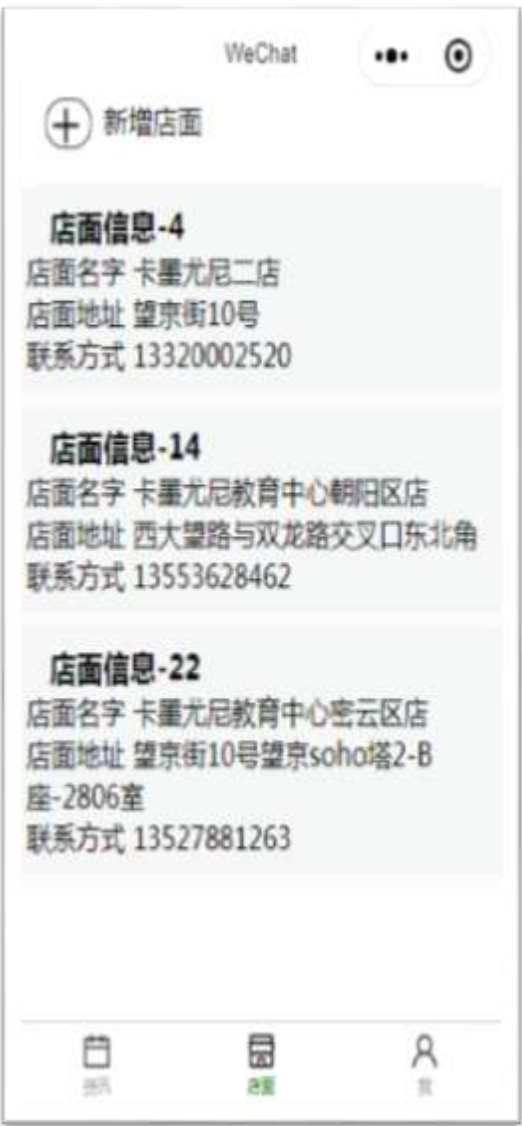 WeChat
新增店面
店面信息-4
店面名字 卡墨尤尼二店
店面地址 望京街10号
联系方式 13320002520
店面信息-14
店面名字 卡墨尤尼教育中心朝阳区店
店面地址 西大望路与双龙路交叉口东北角
联系方式 13553628462
店面信息-22
店面名字 卡墨尤尼教育中心密云区店
店面地址 望京街10号望京soho塔2-B
座-2806室
联系方式 13527881263
店面
我